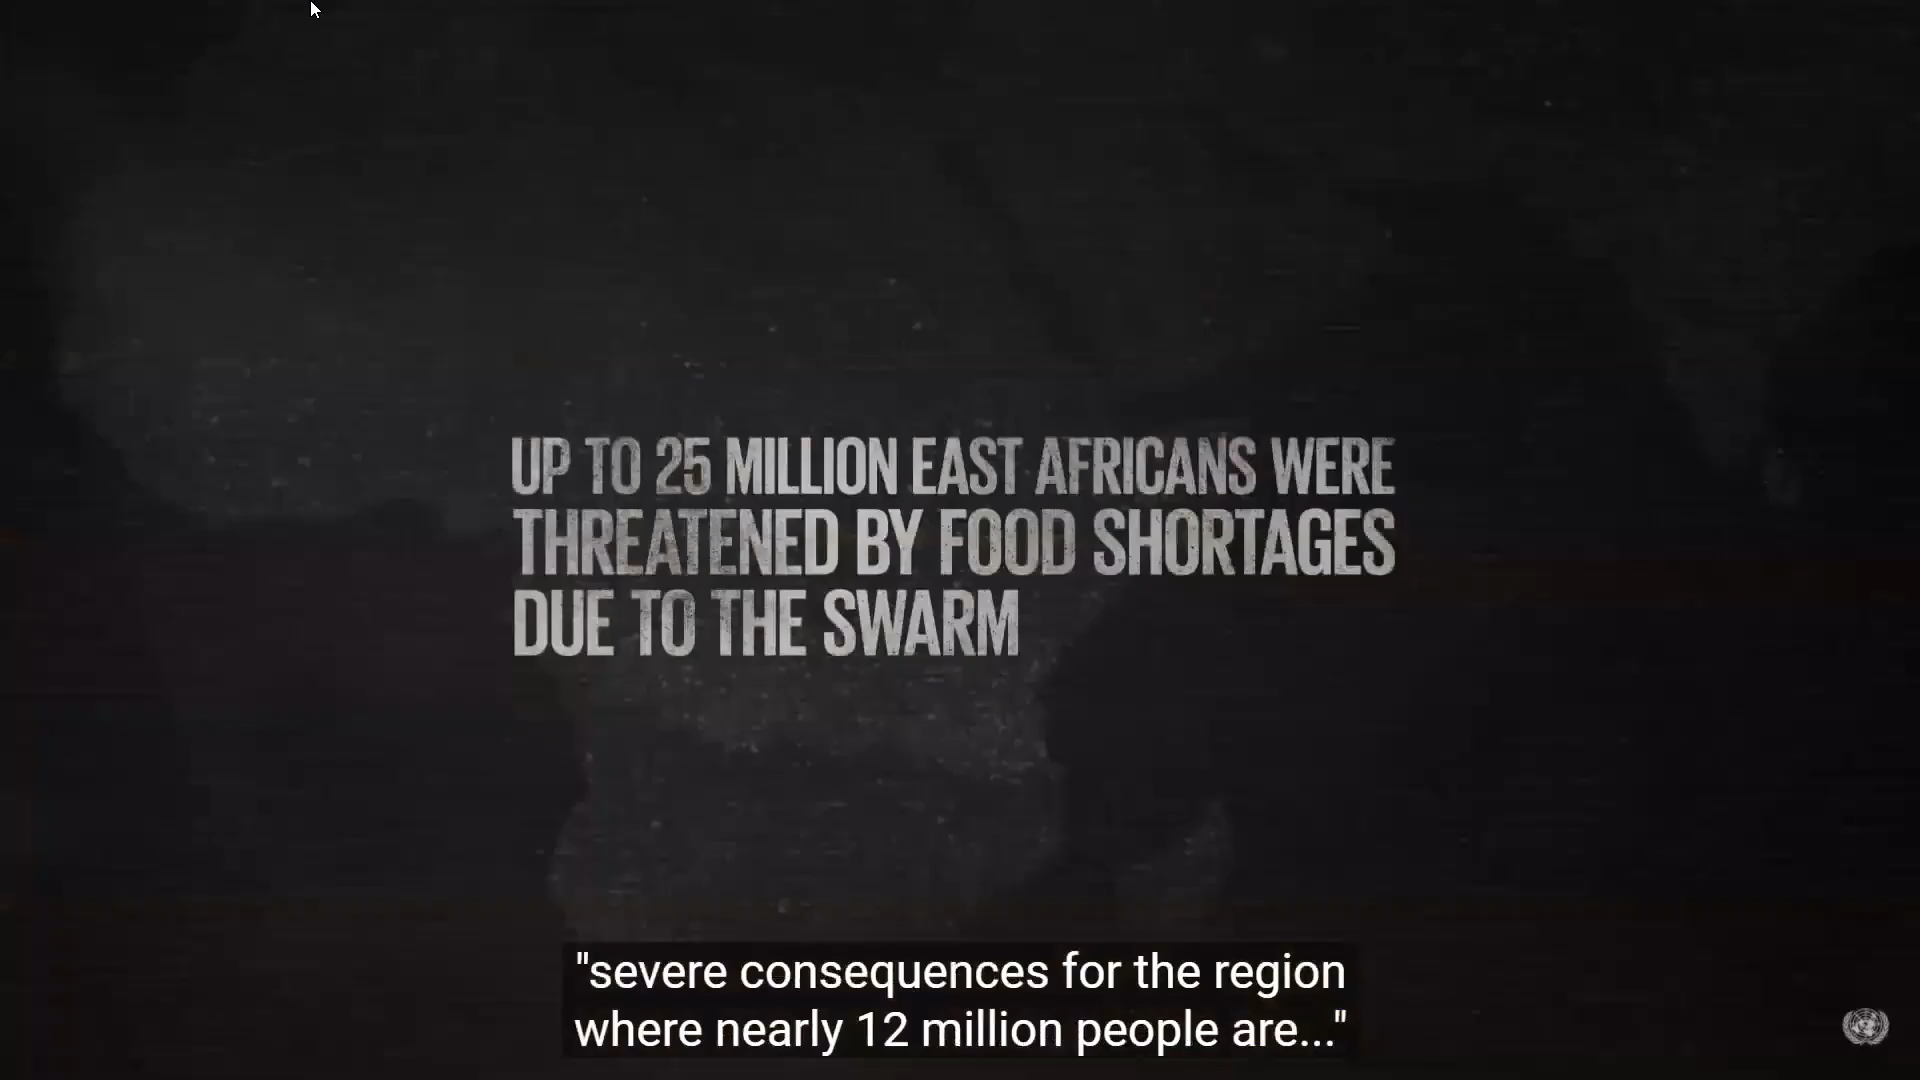 UP TO 25 MILLION EAST AFRICANS WERE
THREATENED BY FOOD SHORTAGES
DUE TO THE SWARM
"severe consequences for the region
where nearly 12 million people are..."